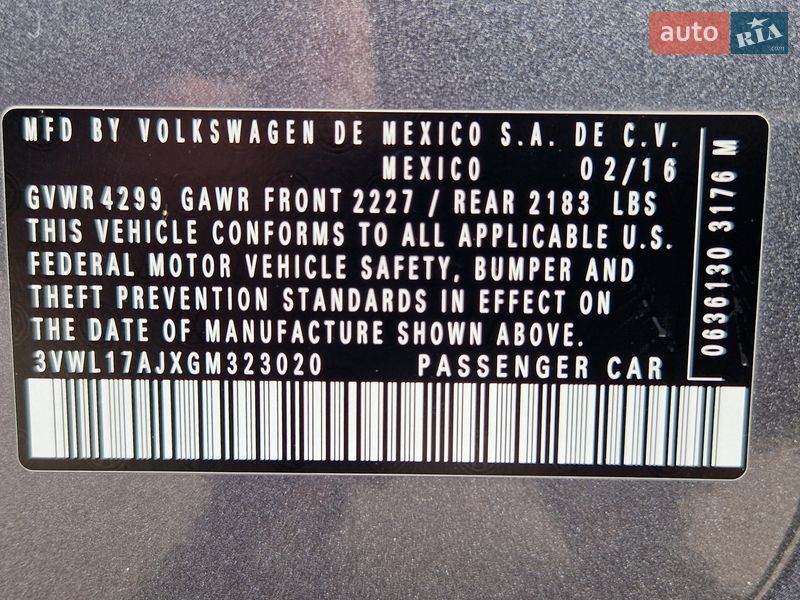 auto RIA.com
MFD BY VOLKSWAGEN DE MEXICO S.A. DE C.V.
MEXICO 02/16
GVWR 4299, GAWR FRONT 2227 / REAR 2183 LBS
THIS VEHICLE CONFORMS TO ALL APPLICABLE U.S.
FEDERAL MOTOR VEHICLE SAFETY, BUMPER AND
THEFT PREVENTION STANDARDS IN EFFECT ON
THE DATE OF MANUFACTURE SHOWN ABOVE.
3VWL17AJXGM323020 PASSENGER CAR
0636130 3176 M